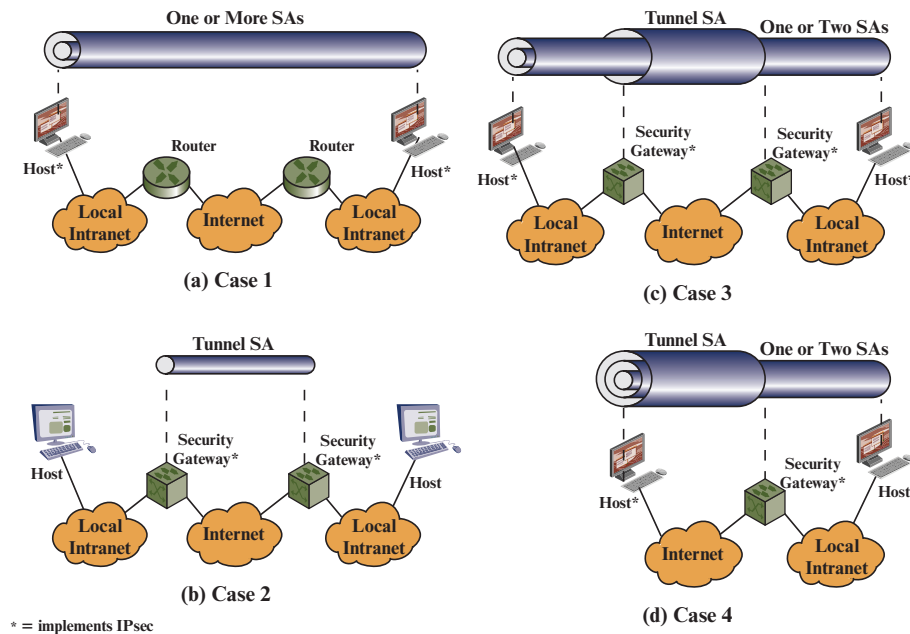 One or More SAs
Host*
Router
Router
Host*
Local
Intranet
Internet
Local
Intranet
(a) Case 1
Tunnel SA
Host
Security
Gateway*
Security
Gateway*
Host
Local
Intranet
Internet
Local
Intranet
(b) Case 2
* = implements IPsec
Tunnel SA
One or Two SAs
Host*
Security
Gateway*
Security
Gateway*
Host*
Local
Intranet
Internet
Local
Intranet
(c) Case 3
Tunnel SA
One or Two SAs
Host*
Security
Gateway*
Host*
Internet
Local
Intranet
(d) Case 4